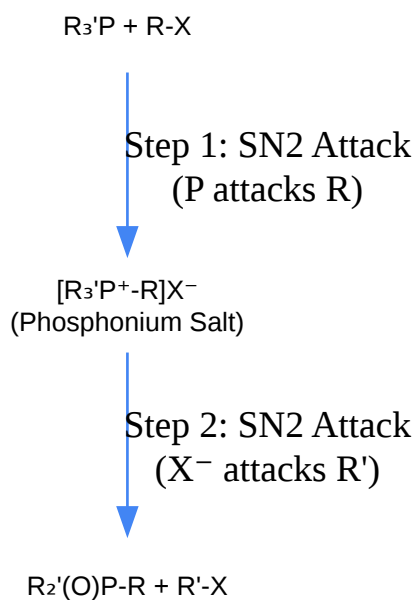 R₃'P + R-X
Step 1: SN2 Attack
(P attacks R)
[R₃'P⁺-R]X⁻
(Phosphonium Salt)
Step 2: SN2 Attack
(X⁻ attacks R')
R₂'(O)P-R + R'-X